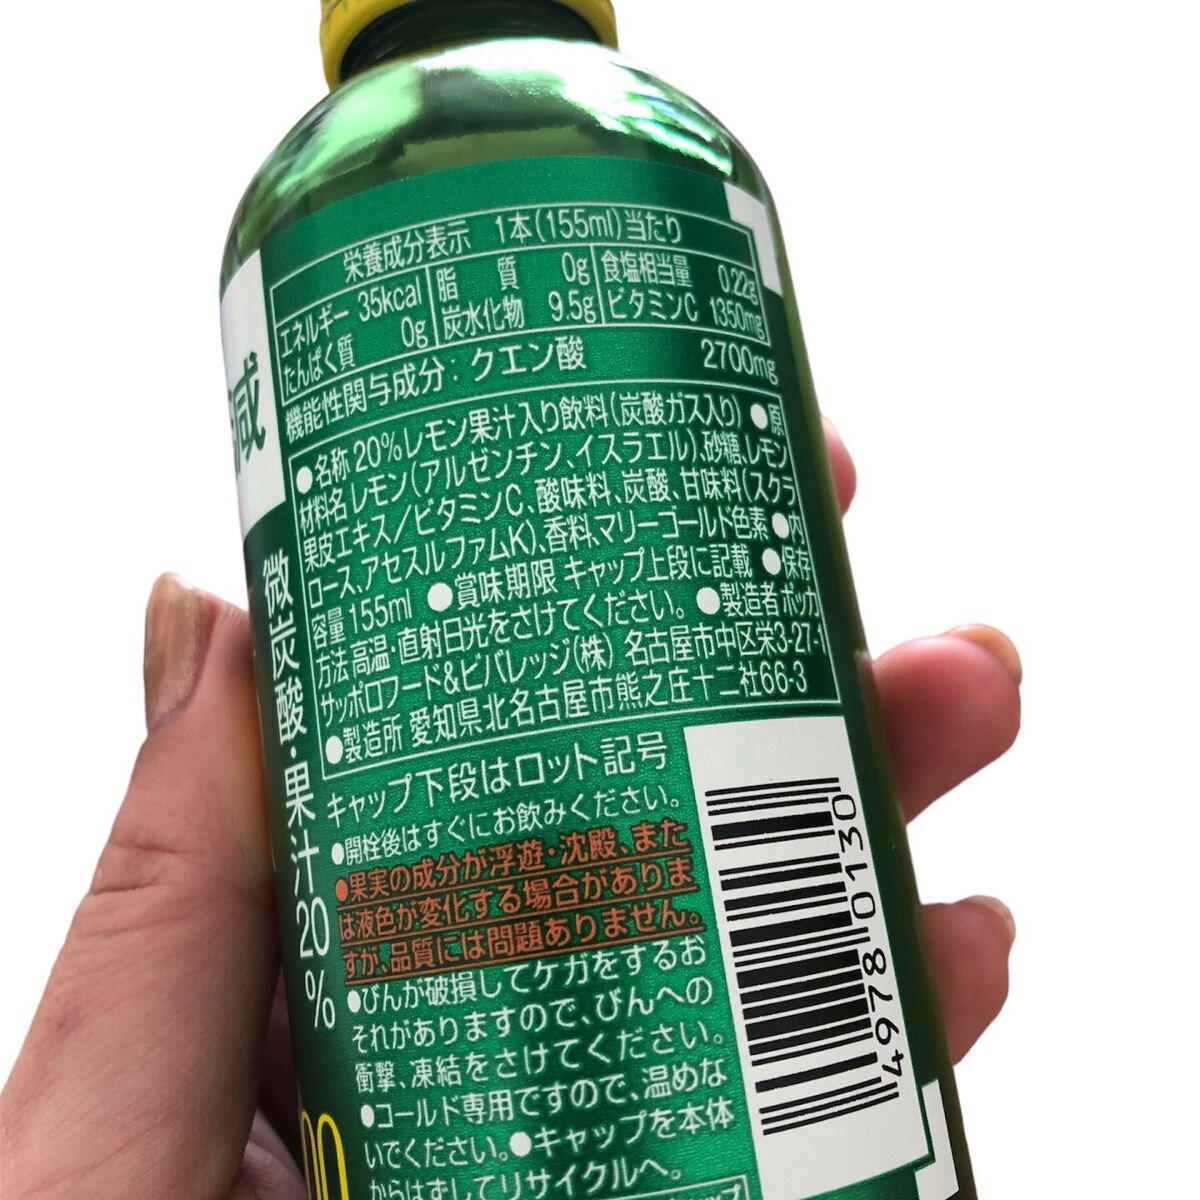 栄養成分表示 1本(155ml)当たり
エネルギー 35kcal 脂質 0g 食塩相当量 0.22g
たんぱく質 0g 炭水化物 9.5g ビタミンC 1350mg
機能性関与成分:クエン酸 2700mg
●名称 20%レモン果汁入り飲料(炭酸ガス入り) ●原
材料名 レモン(アルゼンチン、イスラエル)、砂糖、レモン
果皮エキス/ビタミンC、酸味料、炭酸、甘味料(スクラ
ロース、アセスルファムK)、香料、マリーゴールド色素 ●内
容量 155ml ●賞味期限 キャップ上段に記載 ●保存
方法 高温・直射日光をさけてください。 ●製造者 ポッカ
サッポロフード&ビバレッジ(株) 名古屋市中区栄3-27-1
●製造所 愛知県北名古屋市熊之庄十二社66-3
キャップ下段はロット記号
●開栓後はすぐにお飲みください。
●果実の成分が浮遊・沈殿、また
は液色が変化する場合がありま
すが、品質には問題ありません。
●びんが破損してケガをするお
それがありますので、びんへの
衝撃、凍結をさけてください。
●コールド専用ですので、温めな
いでください。●キャップを本体
からはずしてリサイクルへ。
減
微炭酸・果汁20%
00
4978 0130